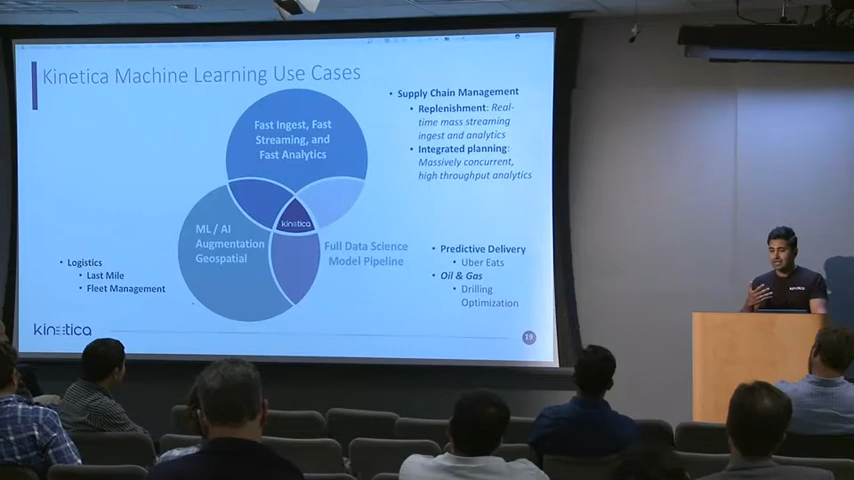 Kinetica Machine Learning Use Cases
Fast Ingest, Fast
Streaming, and
Fast Analytics
• Supply Chain Management
• Replenishment: Real-
time mass streaming
ingest and analytics
• Integrated planning:
Massively concurrent,
high throughput analytics
kinetica
ML / AI
Augmentation
Geospatial
Full Data Science
Model Pipeline
• Logistics
• Last Mile
• Fleet Management
• Predictive Delivery
• Uber Eats
• Oil & Gas
• Drilling
Optimization
kinetica
19
kinetica